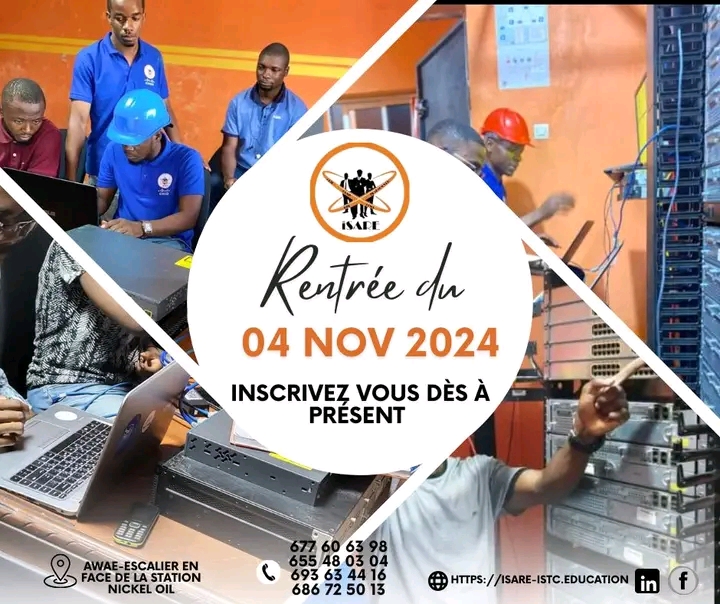 iSARE
Rentrée du
04 NOV 2024
INSCRIVEZ VOUS DÈS À
PRÉSENT
AWAE-ESCALIER EN
FACE DE LA STATION
NICKEL OIL
677 60 63 98
655 48 03 04
693 63 44 16
686 72 50 13
HTTPS://ISARE-ISTC.EDUCATION
in
f